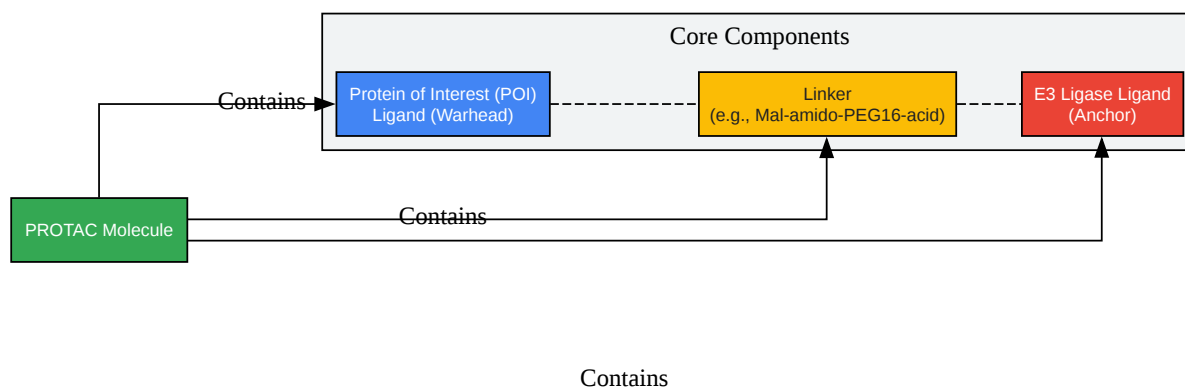 Core Components
Protein of Interest (POI)
Ligand (Warhead)
Linker
(e.g., Mal-amido-PEG16-acid)
E3 Ligase Ligand
(Anchor)
Contains
PROTAC Molecule
Contains
Contains